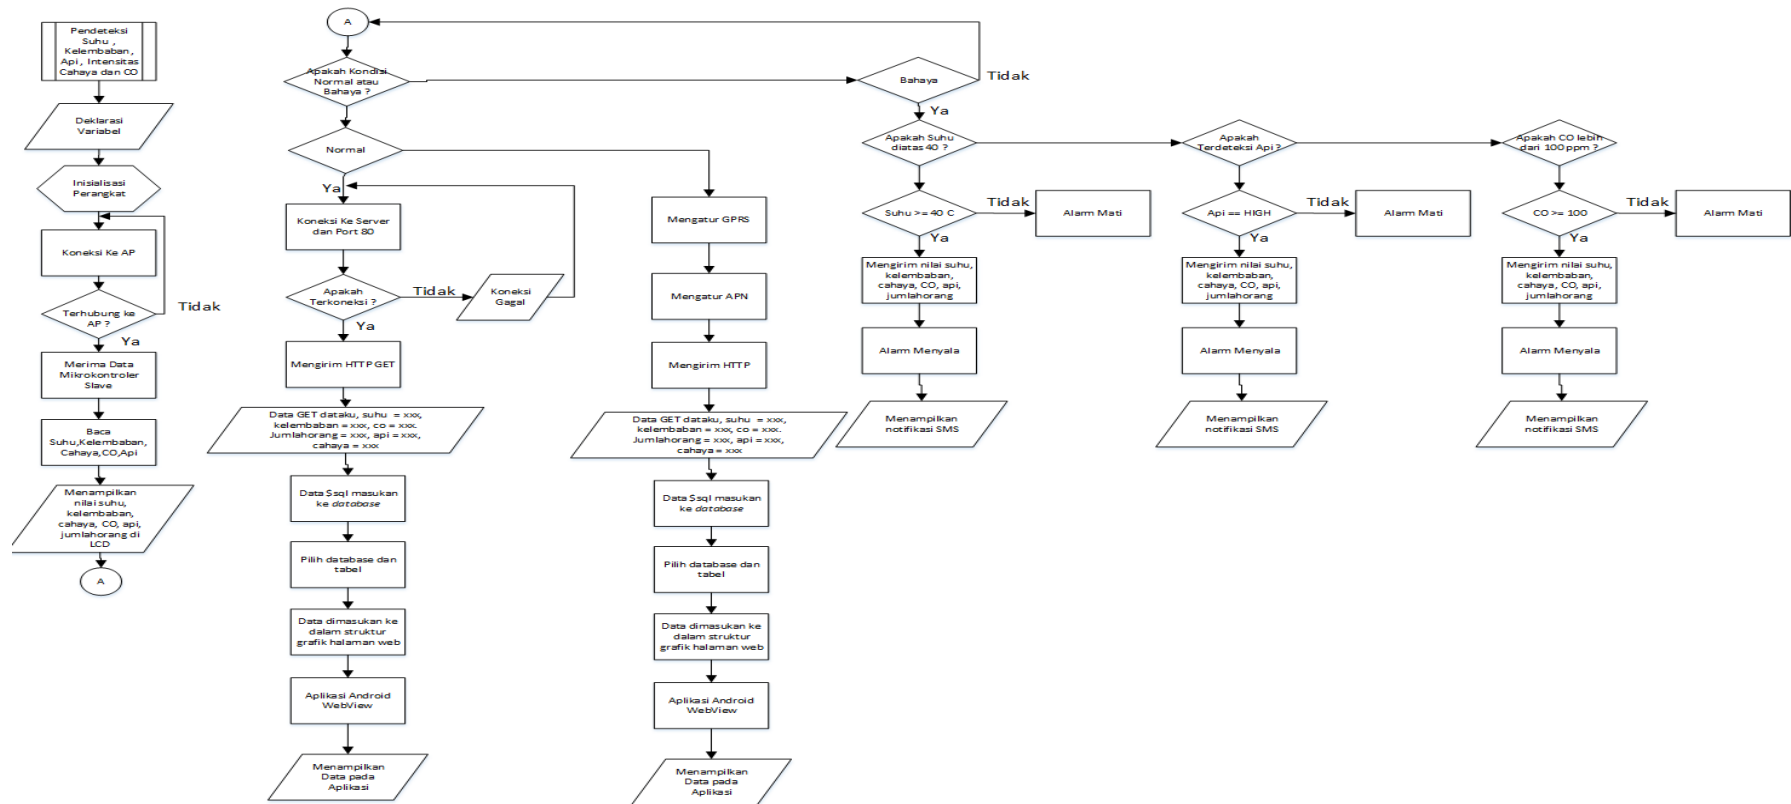 Pendeteksi
Suhu ,
Kelembaban ,
Api , Intensitas
Cahaya dan CO
Deklarasi
Variabel
Inisialisasi
Perangkat
Koneksi Ke AP
Terhubung ke
AP ?
Tidak
Ya
Merima Data
Mikrokontroler
Slave
Baca
Suhu,Kelembaban,
Cahaya,CO,Api
Menampilkan
nilai suhu,
kelembaban,
cahaya, CO, api,
jumlahorang di
LCD
A
A
Apakah Kondisi
Normal atau
Bahaya ?
Normal
Ya
Koneksi Ke Server
dan Port 80
Apakah
Terkoneksi ?
Tidak
Koneksi
Gagal
Ya
Mengirim HTTP GET
Data GET dataku, suhu = xxx,
kelembaban = xxx, co = xxx.
Jumlahorang = xxx, api = xxx,
cahaya = xxx
Data $sql masukan
ke database
Pilih database dan
tabel
Data dimasukan ke
dalam struktur
grafik halaman web
Aplikasi Android
WebView
Menampilkan
Data pada
Aplikasi
Mengatur GPRS
Mengatur APN
Mengirim HTTP
Data GET dataku, suhu = xxx,
kelembaban = xxx, co = xxx.
Jumlahorang = xxx, api = xxx,
cahaya = xxx
Data $sql masukan
ke database
Pilih database dan
tabel
Data dimasukan ke
dalam struktur
grafik halaman web
Aplikasi Android
WebView
Menampilkan
Data pada
Aplikasi
Bahaya
Tidak
Ya
Apakah Suhu
diatas 40 ?
Suhu >= 40 C
Tidak
Alarm Mati
Ya
Mengirim nilai suhu,
kelembaban,
cahaya, CO, api,
jumlahorang
Alarm Menyala
Menampilkan
notifikasi SMS
Apakah
Terdeteksi Api ?
Api == HIGH
Tidak
Alarm Mati
Ya
Mengirim nilai suhu,
kelembaban,
cahaya, CO, api,
jumlahorang
Alarm Menyala
Menampilkan
notifikasi SMS
Apakah CO lebih
dari 100 ppm ?
CO >= 100
Tidak
Alarm Mati
Ya
Mengirim nilai suhu,
kelembaban,
cahaya, CO, api,
jumlahorang
Alarm Menyala
Menampilkan
notifikasi SMS